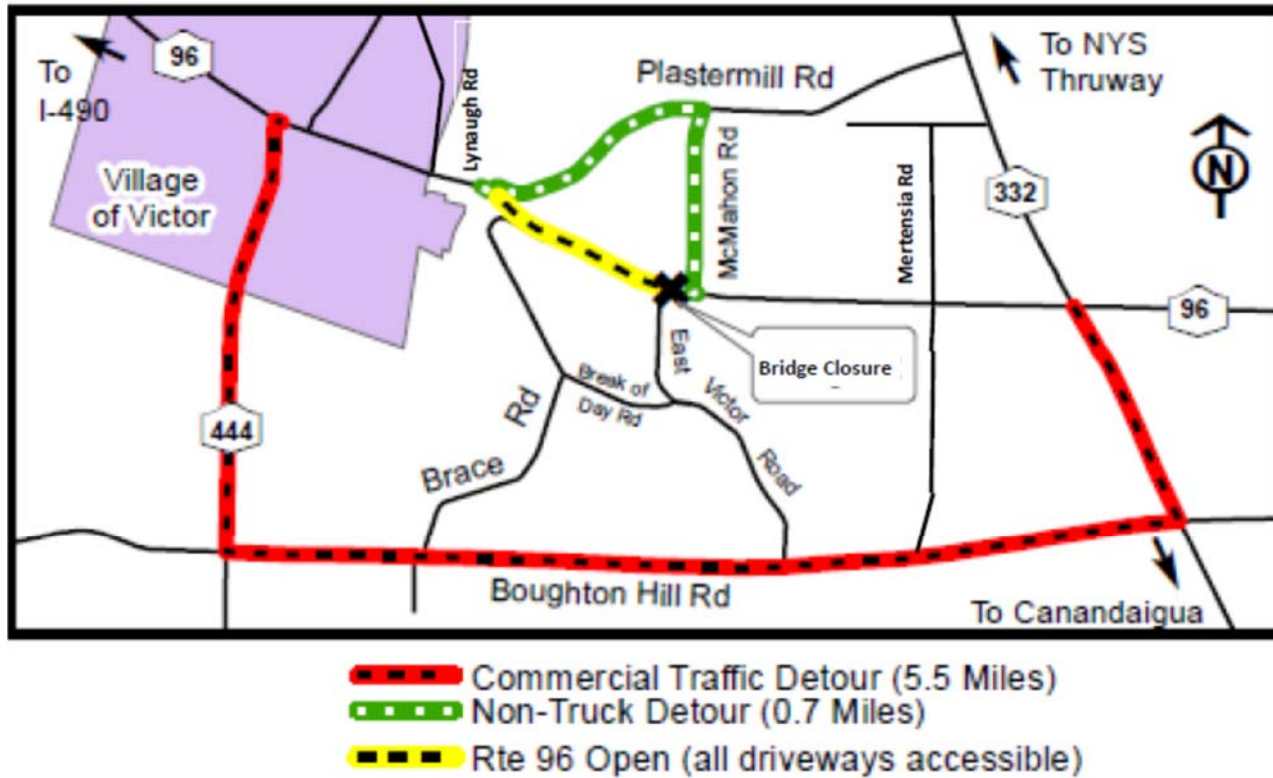 To
I-490
96
Village
of Victor
444
Lynaugh Rd
Plastermill Rd
McMahon Rd
Mertensia Rd
To NYS
Thruway
N
332
96
Bridge Closure
East
Victor
Road
Break of
Day Rd
Brace
Rd
Boughton Hill Rd
To Canandaigua
Commercial Traffic Detour (5.5 Miles)
Non-Truck Detour (0.7 Miles)
Rte 96 Open (all driveways accessible)